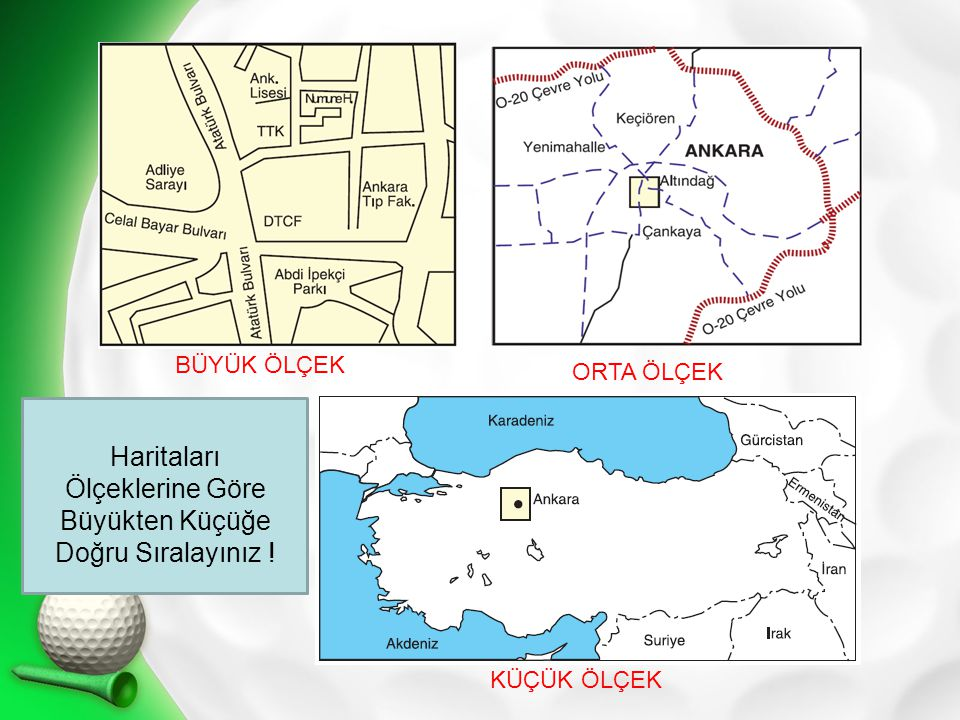 Atatürk Bulvarı
Ank.
Lisesi
Numune H.
TTK
Adliye
Sarayı
Ankara
Tıp Fak.
Celal Bayar Bulvarı
DTCF
Atatürk Bulvarı
Abdi İpekçi
Parkı
BÜYÜK ÖLÇEK
O-20 Çevre Yolu
Keçiören
Yenimahalle
ANKARA
Altındağ
Çankaya
O-20 Çevre Yolu
ORTA ÖLÇEK
Haritaları
Ölçeklerine Göre
Büyükten Küçüğe
Doğru Sıralayınız !
Karadeniz
Gürcistan
Ermenistan
Ankara
İran
Akdeniz
Suriye
Irak
KÜÇÜK ÖLÇEK